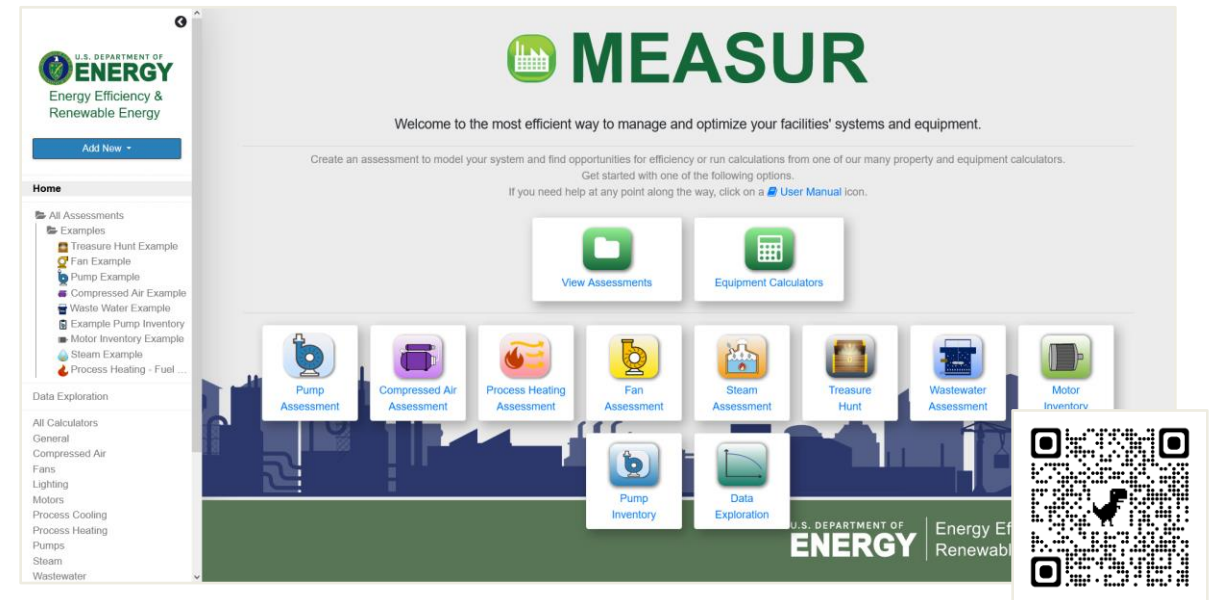 U.S. DEPARTMENT OF
ENERGY
Energy Efficiency &
Renewable Energy
Add New
Home
All Assessments
Examples
Treasure Hunt Example
Fan Example
Pump Example
Compressed Air Example
Waste Water Example
Example Pump Inventory
Motor Inventory Example
Steam Example
Process Heating - Fuel ...
Data Exploration
All Calculators
General
Compressed Air
Fans
Lighting
Motors
Process Cooling
Process Heating
Pumps
Steam
Wastewater
MEASUR
Welcome to the most efficient way to manage and optimize your facilities' systems and equipment.
Create an assessment to model your system and find opportunities for efficiency or run calculations from one of our many property and equipment calculators.
Get started with one of the following options.
If you need help at any point along the way, click on a User Manual icon.
View Assessments
Equipment Calculators
Pump
Assessment
Compressed Air
Assessment
Process Heating
Assessment
Fan
Assessment
Steam
Assessment
Treasure
Hunt
Wastewater
Assessment
Motor
Inventory
Pump
Inventory
Data
Exploration
U.S. DEPARTMENT OF
ENERGY
Energy Ef
Renewabl